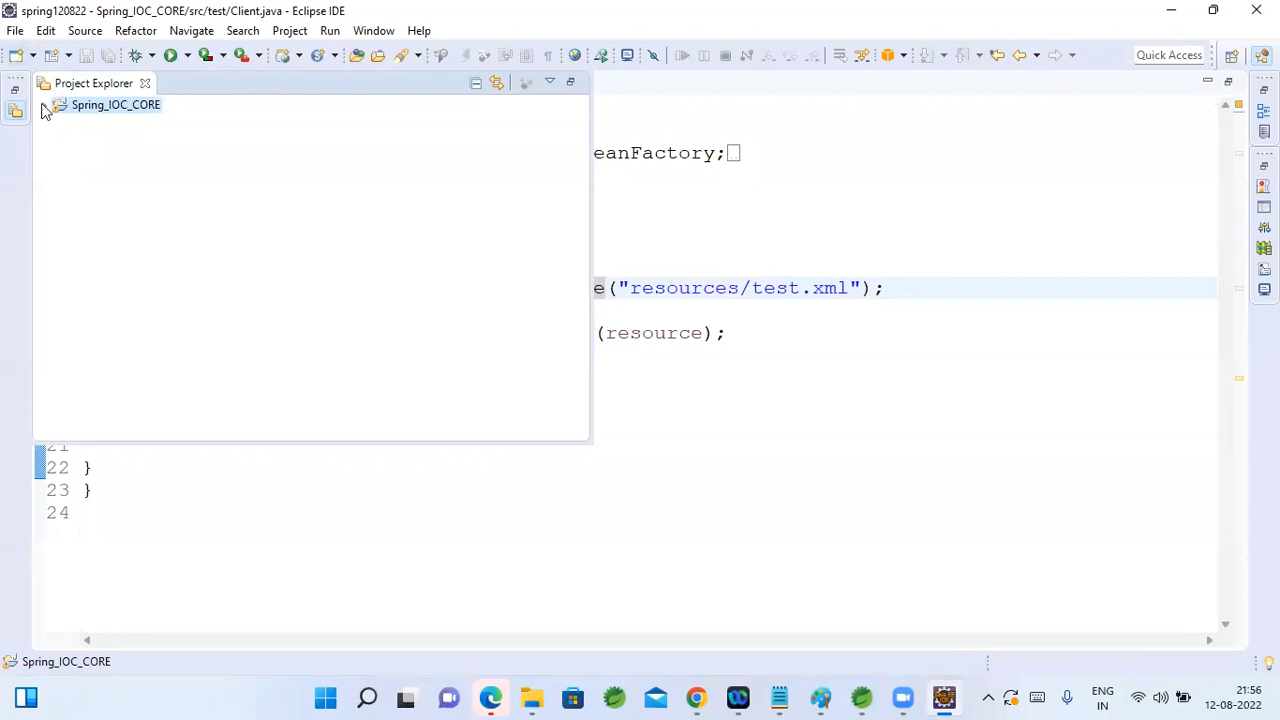 spring120822 - Spring_IOC_CORE/src/test/Client.java - Eclipse IDE
File Edit Source Refactor Navigate Search Project Run Window Help
Quick Access
Project Explorer
Spring_IOC_CORE
eanFactory;
e("resources/test.xml");
(resource);
21
22 }
23 }
24
Spring_IOC_CORE
ENG
IN
21:56
12-08-2022